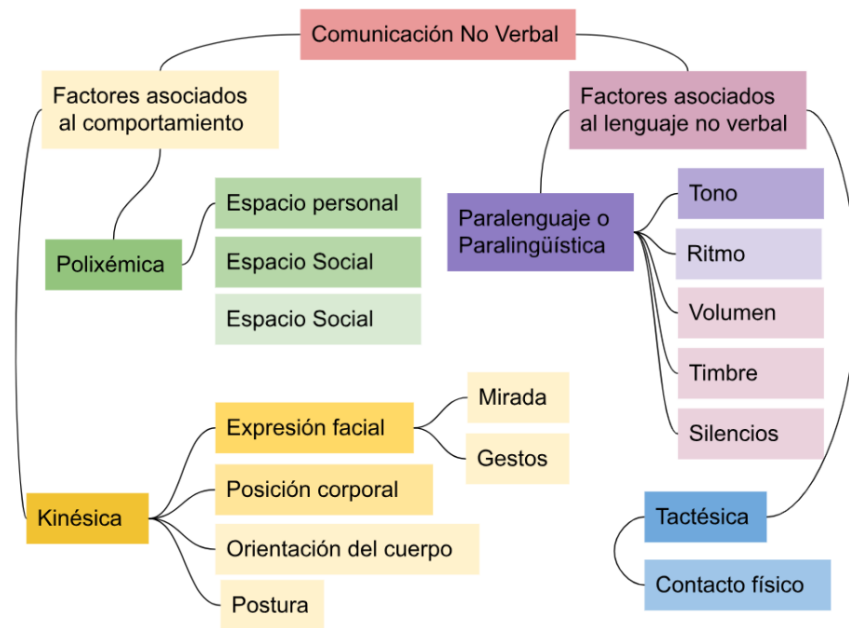 Comunicación No Verbal
Factores asociados
al comportamiento
Factores asociados
al lenguaje no verbal
Polixémica
Espacio personal
Espacio Social
Espacio Social
Paralenguaje o
Paralingüística
Tono
Ritmo
Volumen
Timbre
Silencios
Kinésica
Expresión facial
Mirada
Gestos
Posición corporal
Orientación del cuerpo
Postura
Tactésica
Contacto físico